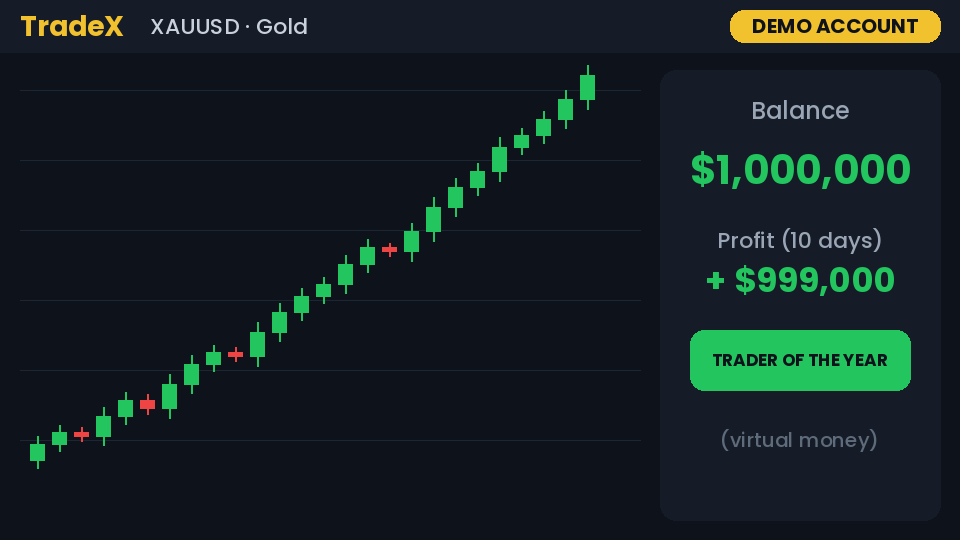 TradeX XAUUSD · Gold DEMO ACCOUNT
Balance
$1,000,000
Profit (10 days)
+ $999,000
TRADER OF THE YEAR
(virtual money)